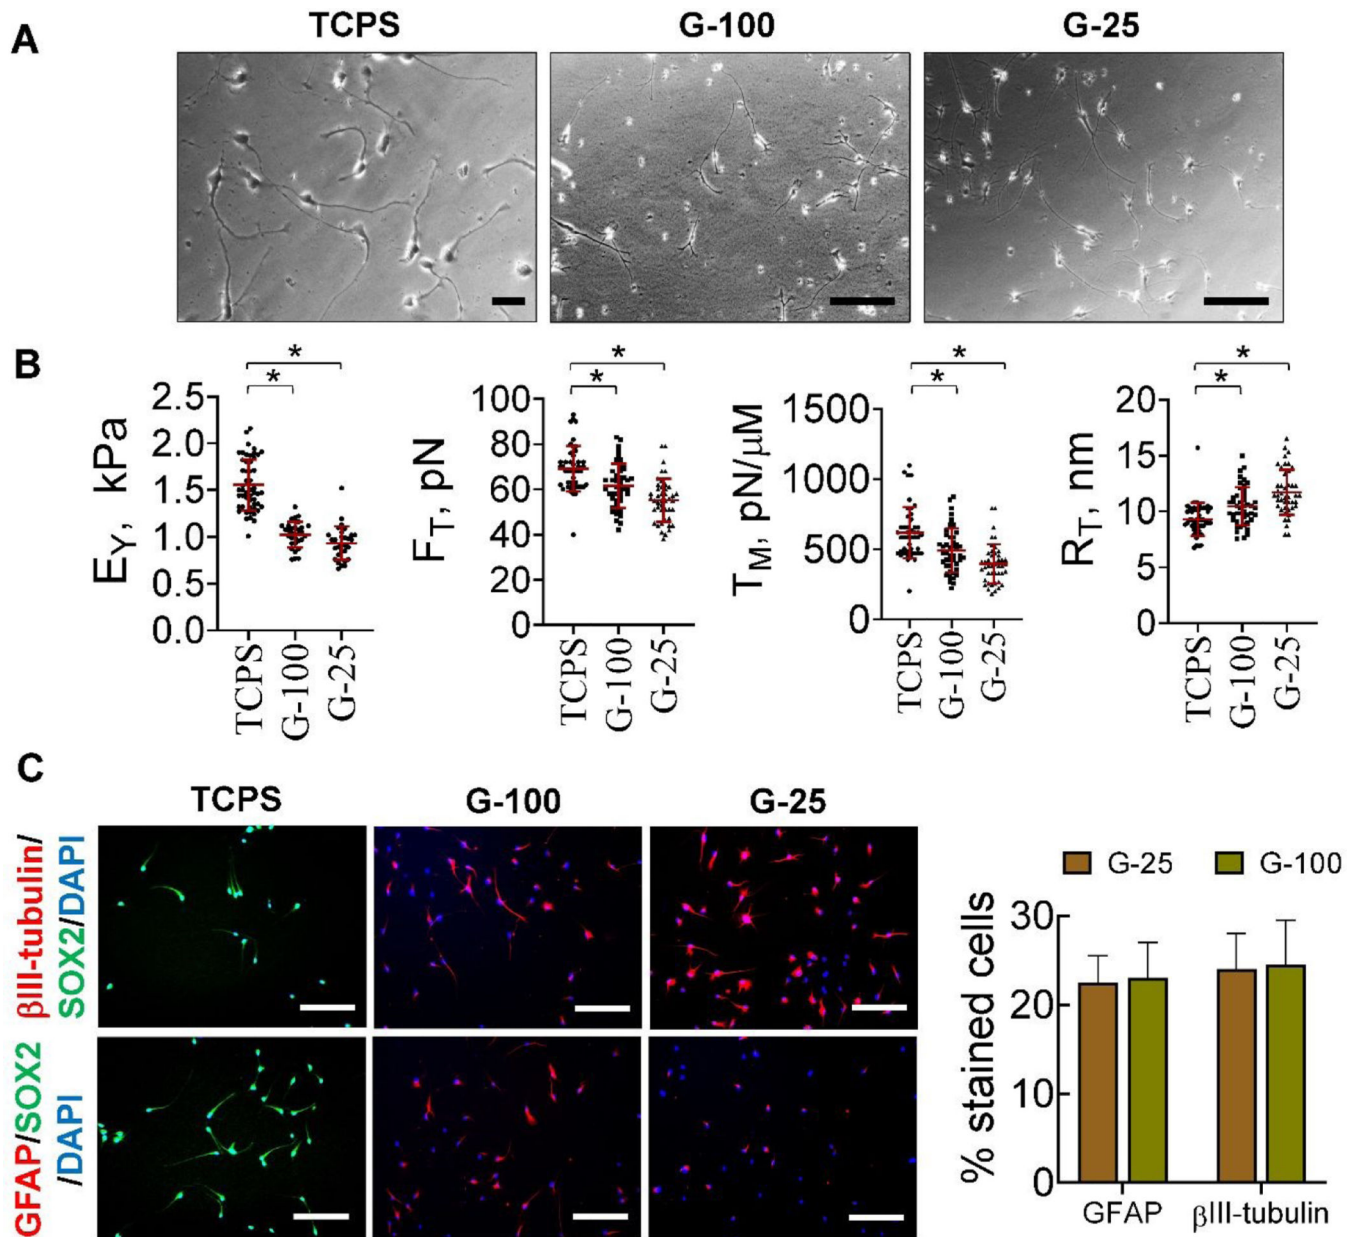 A
TCPS
G-100
G-25
B
* * * *
* * * *
E_Y, kPa
2.5
2.0
1.5
1.0
0.5
0.0
TCPS
G-100
G-25
F_T, pN
100
80
60
40
20
0
TCPS
G-100
G-25
T_M, pN/μM
1500
1000
500
0
TCPS
G-100
G-25
R_T, nm
20
15
10
5
0
TCPS
G-100
G-25
C
TCPS
G-100
G-25
βIII-tubulin/
SOX2/DAPI
GFAP/SOX2
/DAPI
G-25
G-100
% stained cells
30
20
10
0
GFAP
βIII-tubulin